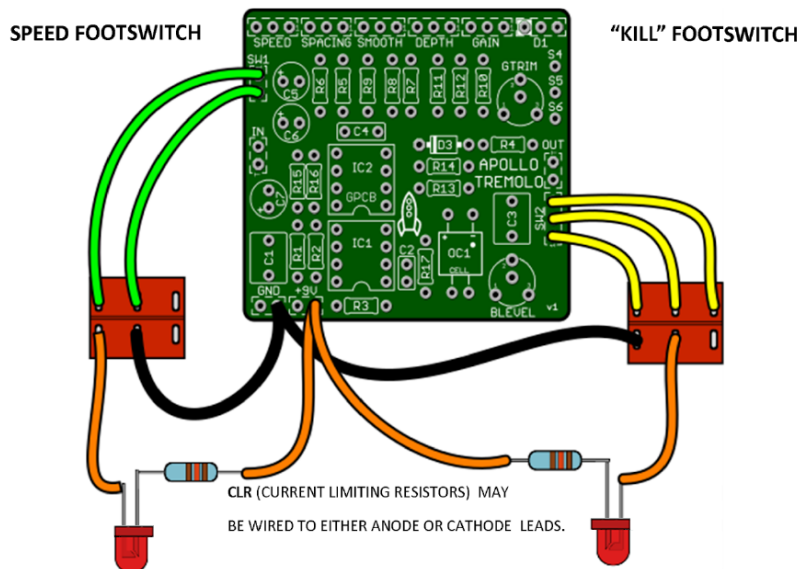 SPEED FOOTSWITCH
“KILL” FOOTSWITCH
SPEED SPACING SMOOTH DEPTH GAIN D1
SW1
S4
GTRIM
S5
S6
C5
R6
R5
R9
R8
R7
R11
R12
R10
C6
IN
C4
D3
R4
OUT
IC2
R14
APOLLO
R15
R16
GPCB
R13
TREMOLO
C7
SW2
C3
C1
R1
R2
IC1
C2
R17
OC1
CELL
GND +9V
R3
BLEVEL
v1
CLR (CURRENT LIMITING RESISTORS) MAY
BE WIRED TO EITHER ANODE OR CATHODE LEADS.